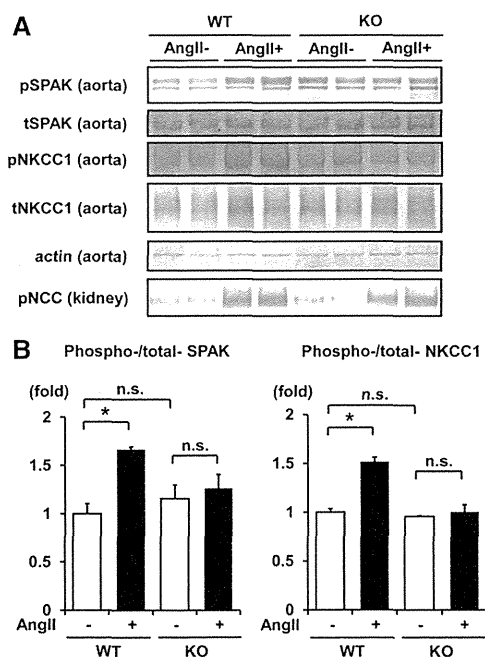 A
WT KO
AngII- AngII+ AngII- AngII+
pSPAK (aorta)
tSPAK (aorta)
pNKCC1 (aorta)
tNKCC1 (aorta)
actin (aorta)
pNCC (kidney)
B
Phospho-/total- SPAK
(fold)
2
1.5
1
0.5
0
n.s.
*
n.s.
AngII - + - +
WT KO
Phospho-/total- NKCC1
(fold)
2
1.5
1
0.5
0
n.s.
*
n.s.
AngII - + - +
WT KO